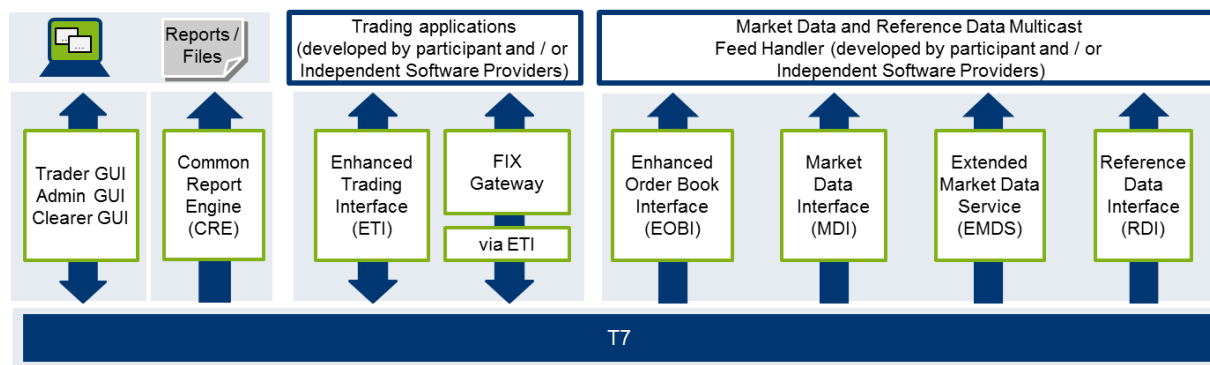 Reports /
Files
Trading applications
(developed by participant and / or
Independent Software Providers)
Market Data and Reference Data Multicast
Feed Handler (developed by participant and / or
Independent Software Providers)
Trader GUI
Admin GUI
Clearer GUI
Common
Report
Engine
(CRE)
Enhanced
Trading
Interface
(ETI)
FIX
Gateway
via ETI
Enhanced
Order Book
Interface
(EOBI)
Market
Data
Interface
(MDI)
Extended
Market Data
Service
(EMDS)
Reference
Data
Interface
(RDI)
T7